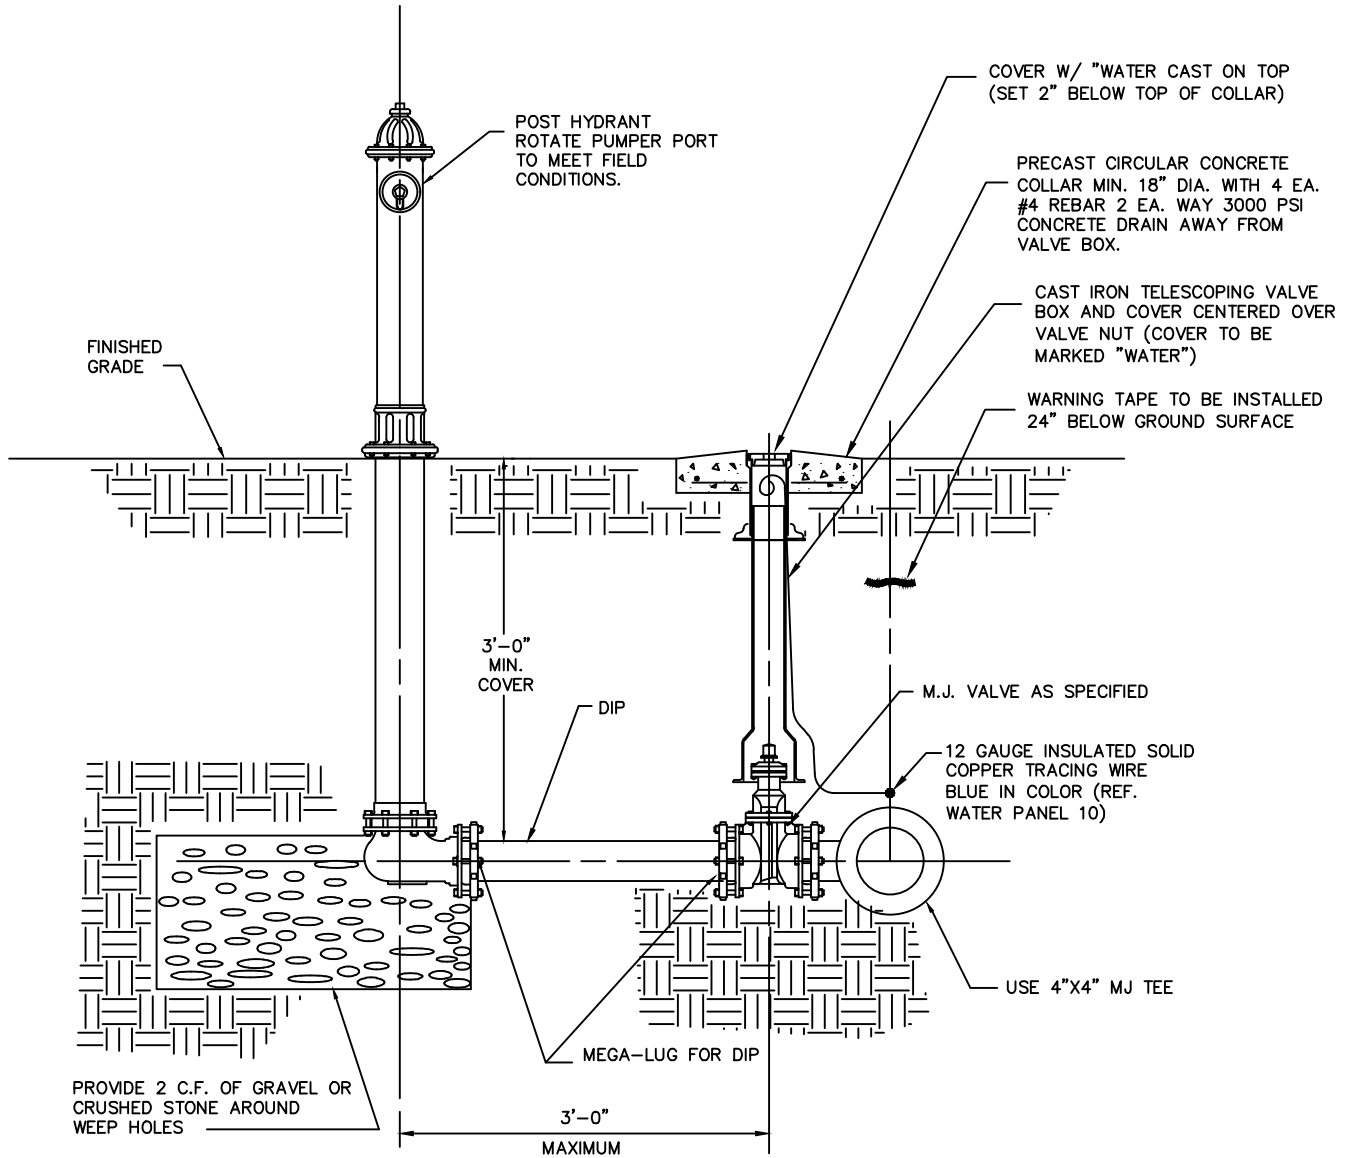 COVER W/ "WATER CAST ON TOP
(SET 2" BELOW TOP OF COLLAR)
POST HYDRANT
ROTATE PUMPER PORT
TO MEET FIELD
CONDITIONS.
PRECAST CIRCULAR CONCRETE
COLLAR MIN. 18" DIA. WITH 4 EA.
#4 REBAR 2 EA. WAY 3000 PSI
CONCRETE DRAIN AWAY FROM
VALVE BOX.
CAST IRON TELESCOPING VALVE
BOX AND COVER CENTERED OVER
VALVE NUT (COVER TO BE
MARKED "WATER")
FINISHED
GRADE
WARNING TAPE TO BE INSTALLED
24" BELOW GROUND SURFACE
3'-0"
MIN.
COVER
DIP
M.J. VALVE AS SPECIFIED
12 GAUGE INSULATED SOLID
COPPER TRACING WIRE
BLUE IN COLOR (REF.
WATER PANEL 10)
USE 4"X4" MJ TEE
MEGA-LUG FOR DIP
PROVIDE 2 C.F. OF GRAVEL OR
CRUSHED STONE AROUND
WEEP HOLES
3'-0"
MAXIMUM